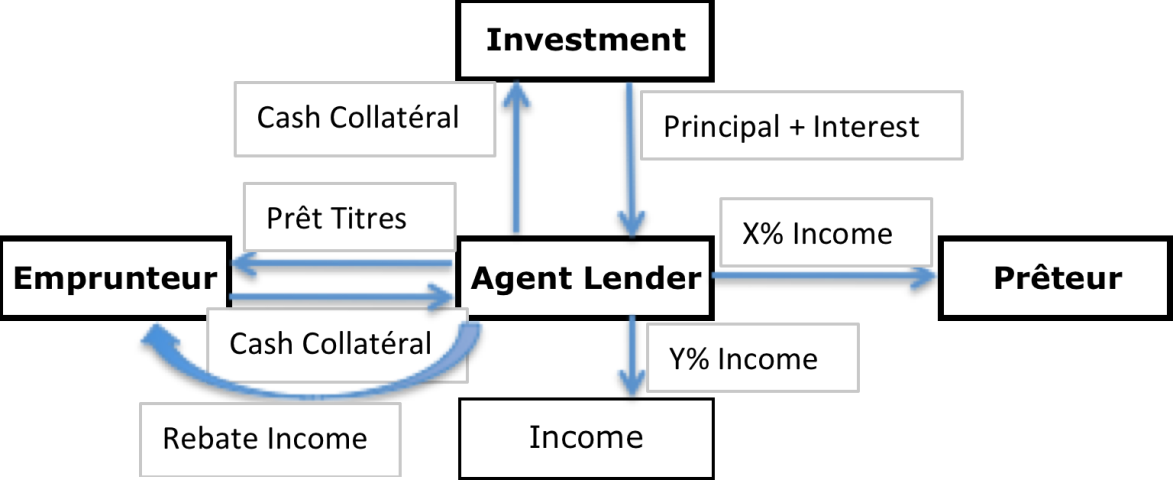 Investment
Cash Collatéral
Principal + Interest
Prêt Titres
X% Income
Emprunteur
Agent Lender
Prêteur
Cash Collatéral
Y% Income
Rebate Income
Income